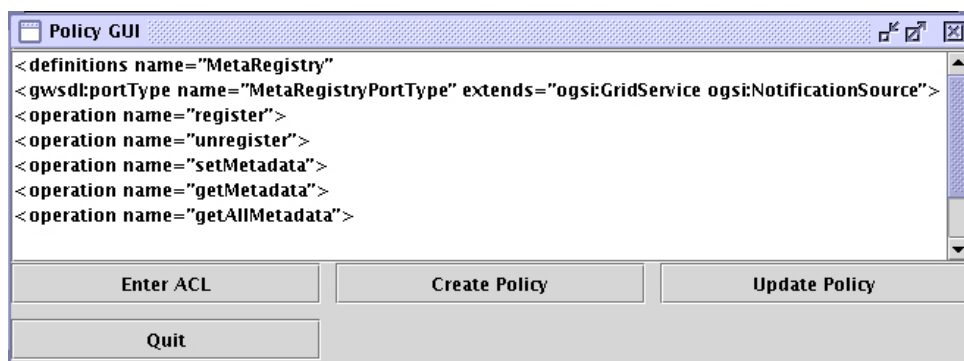 Policy GUI
<definitions name="MetaRegistry"
<gwsdl:portType name="MetaRegistryPortType" extends="ogsi:GridService ogsi:NotificationSource">
<operation name="register">
<operation name="unregister">
<operation name="setMetadata">
<operation name="getMetadata">
<operation name="getAllMetadata">
Enter ACL Create Policy Update Policy
Quit